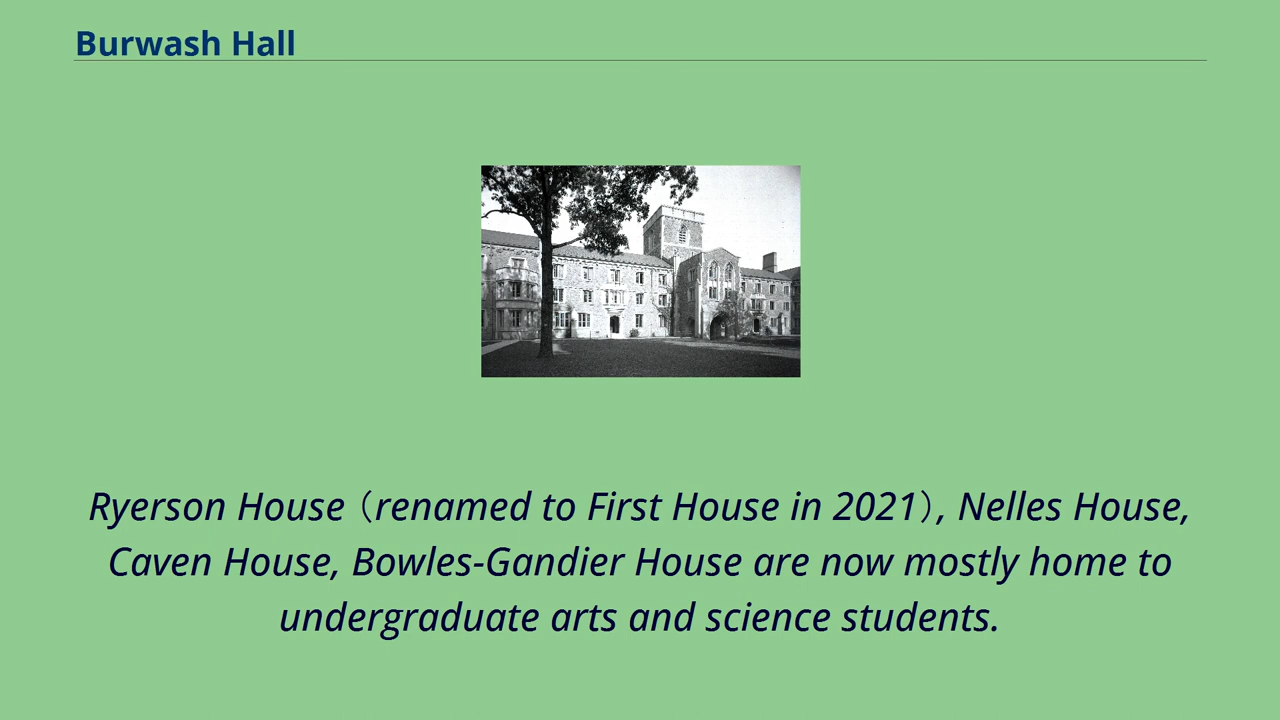 Burwash Hall
Ryerson House（renamed to First House in 2021）, Nelles House,
Caven House, Bowles-Gandier House are now mostly home to
undergraduate arts and science students.